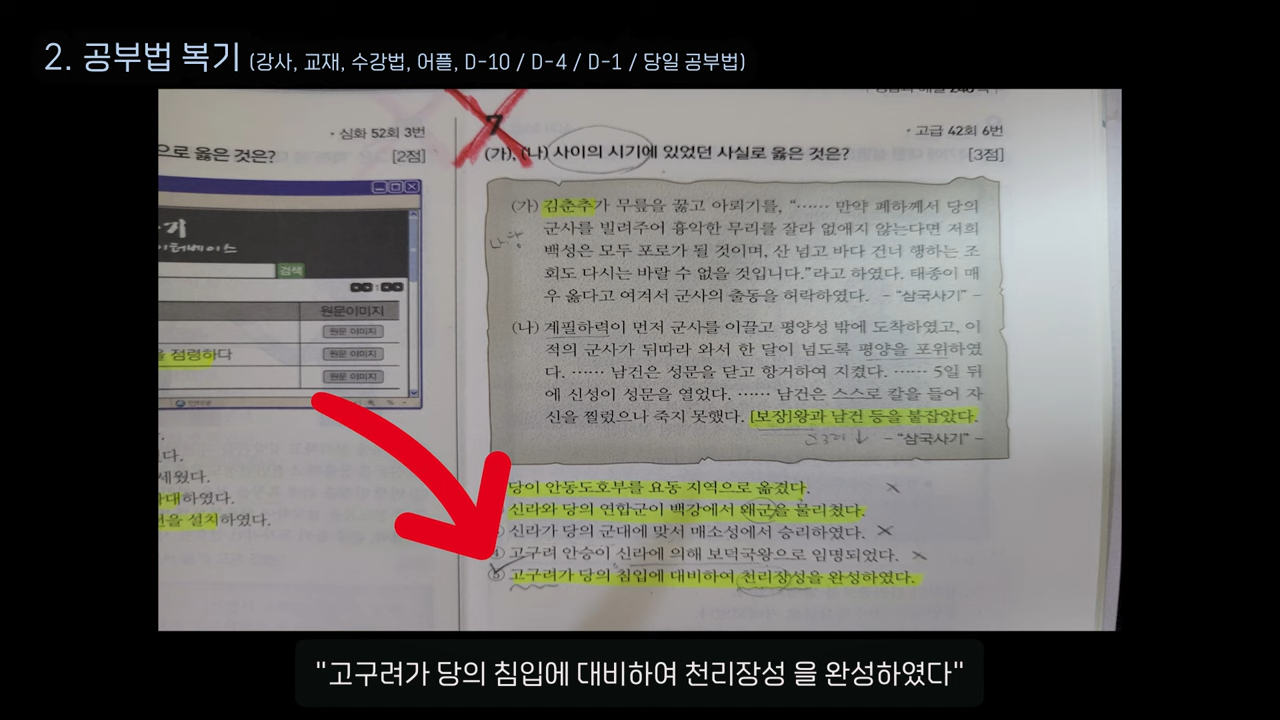 2. 공부법 복기 (강사, 교재, 수강법, 어플, D-10 / D-4 / D-1 / 당일 공부법)
• 심화 52회 3번
으로 옳은 것은? [2점]
검색
원문이미지
원문 이미지
을 정령하다 원문 이미지
원문 이미지
세웠다.
하였다.
을 설치하였다.
7 • 고급 42회 6번
(가), (나) 사이의 시기에 있었던 사실로 옳은 것은? [3점]
(가) 김춘추가 무릎을 꿇고 아뢰기를, “…… 만약 폐하께서 당의
군사를 빌려주어 흉악한 무리를 잘라 없애지 않는다면 저희
백성은 모두 포로가 될 것이며, 산 넘고 바다 건너 행하는 조
회도 다시는 바랄 수 없을 것입니다.”라고 하였다. 태종이 매
우 옳다고 여겨서 군사의 출동을 허락하였다. - “삼국사기” -
(나) 계필하력이 먼저 군사를 이끌고 평양성 밖에 도착하였고, 이
적의 군사가 뒤따라 와서 한 달이 넘도록 평양을 포위하였
다. …… 남건은 성문을 닫고 항거하여 지켰다. …… 5일 뒤
에 신성이 성문을 열었다. …… 남건은 스스로 칼을 들어 자
신을 찔렀으나 죽지 못했다. [보장]왕과 남건 등을 붙잡았다.
고구려 ↓ - “삼국사기” -
당이 안동도호부를 요동 지역으로 옮겼다.
신라와 당의 연합군이 백강에서 왜군을 물리쳤다.
신라가 당의 군대에 맞서 매소성에서 승리하였다.
④ 고구려 안승이 신라에 의해 보덕국왕으로 임명되었다.
⑤ 고구려가 당의 침입에 대비하여 천리장성을 완성하였다.
"고구려가 당의 침입에 대비하여 천리장성 을 완성하였다"